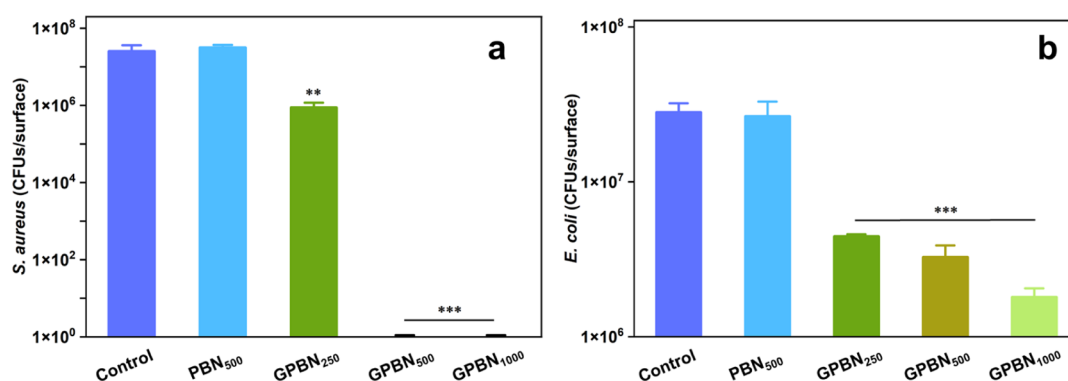 a
S. aureus (CFUs/surface)
1×10⁸
1×10⁶
1×10⁴
1×10²
1×10⁰
**
***
Control
PBN₅₀₀
GPBN₂₅₀
GPBN₅₀₀
GPBN₁₀₀₀
b
E. coli (CFUs/surface)
1×10⁸
1×10⁷
1×10⁶
***
Control
PBN₅₀₀
GPBN₂₅₀
GPBN₅₀₀
GPBN₁₀₀₀